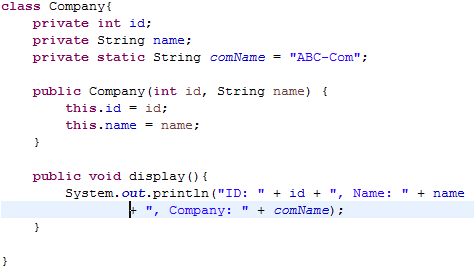 class Company{
    private int id;
    private String name;
    private static String comName = "ABC-Com";

    public Company(int id, String name) {
        this.id = id;
        this.name = name;
    }

    public void display(){
        System.out.println("ID: " + id + ", Name: " + name
                + ", Company: " + comName);
    }

}